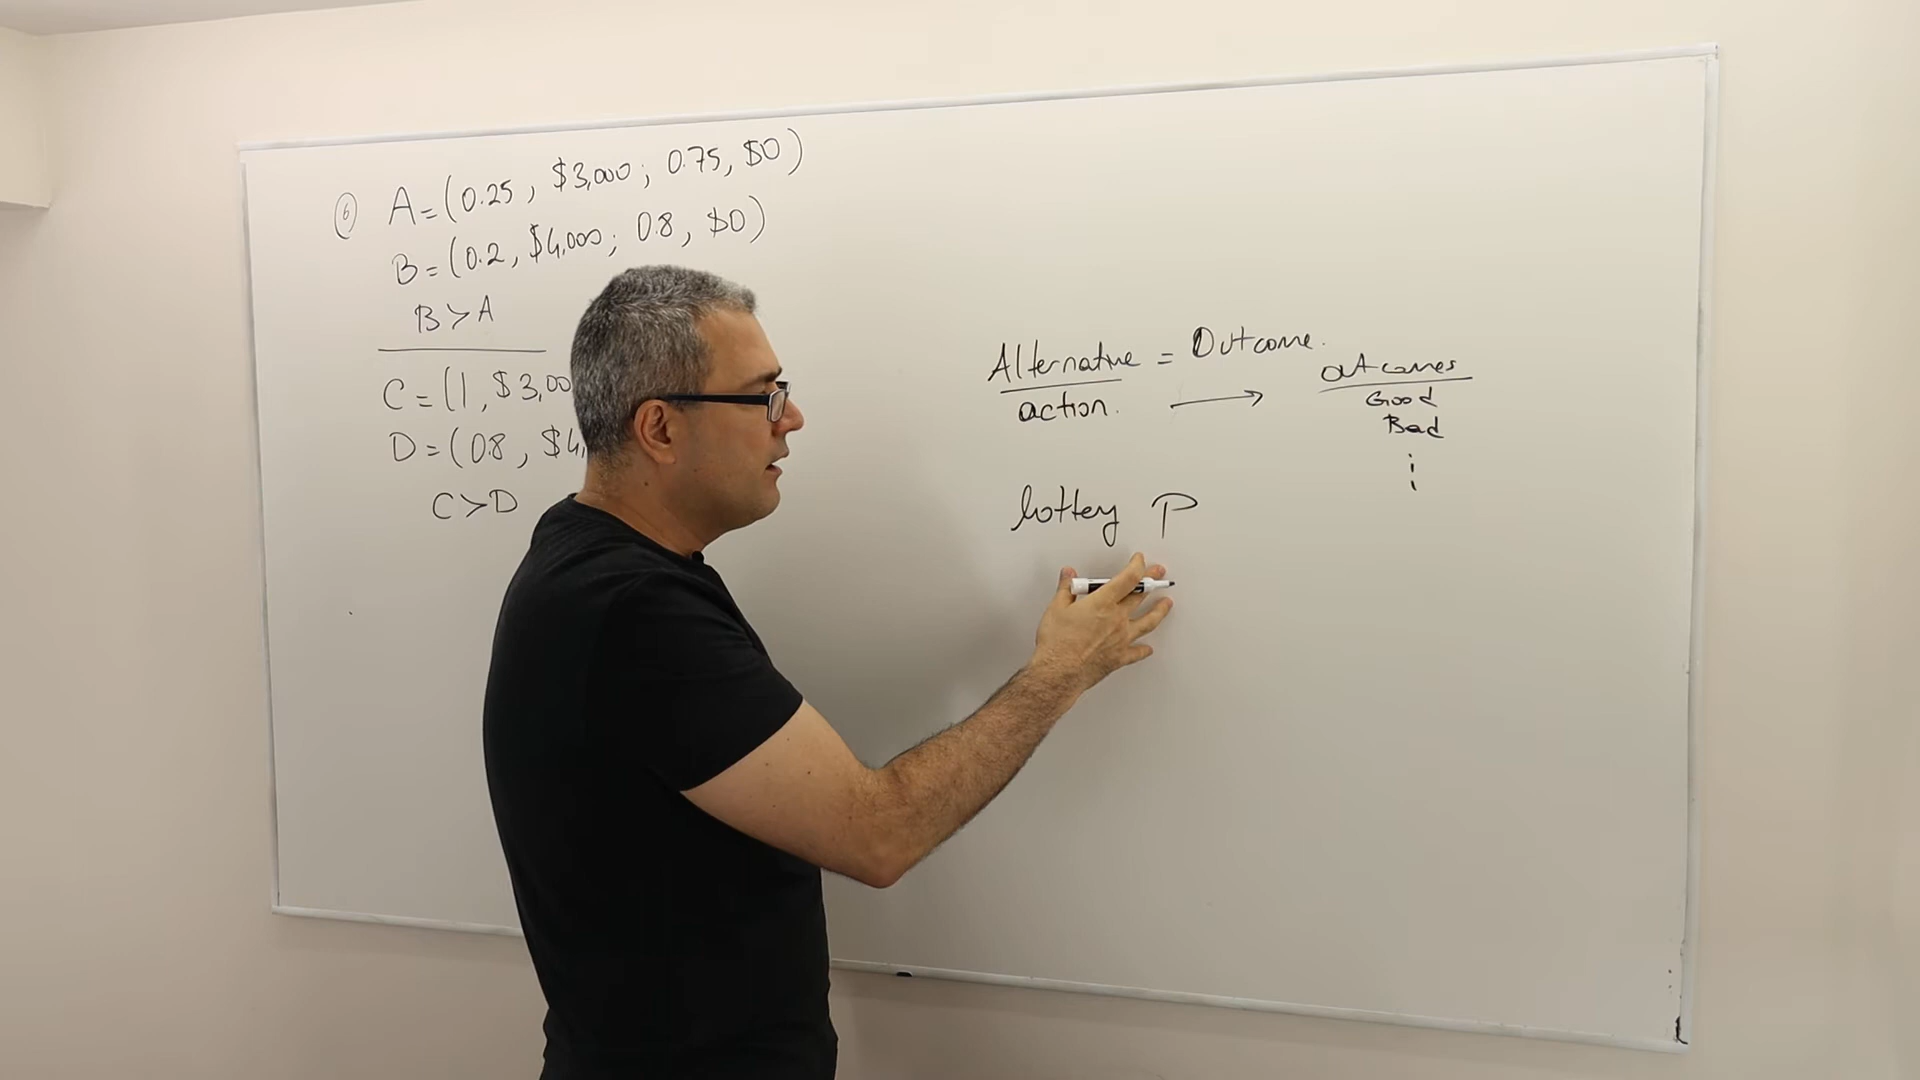 6 A=(0.25, $3,000; 0.75, $0)
B=(0.2, $4,000; 0.8, $0)
B>A
C=(1, $3,00
D=(0.8, $4,
C>D
Alternative = Outcome.
action. → outcomes
Good
Bad
lottery P